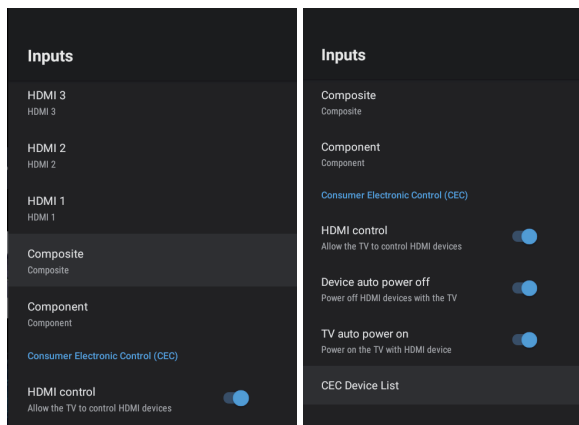 Inputs
HDMI 3
HDMI 3
HDMI 2
HDMI 2
HDMI 1
HDMI 1
Composite
Composite
Component
Component
Consumer Electronic Control (CEC)
HDMI control
Allow the TV to control HDMI devices
Inputs
Composite
Composite
Component
Component
Consumer Electronic Control (CEC)
HDMI control
Allow the TV to control HDMI devices
Device auto power off
Power off HDMI devices with the TV
TV auto power on
Power on the TV with HDMI device
CEC Device List